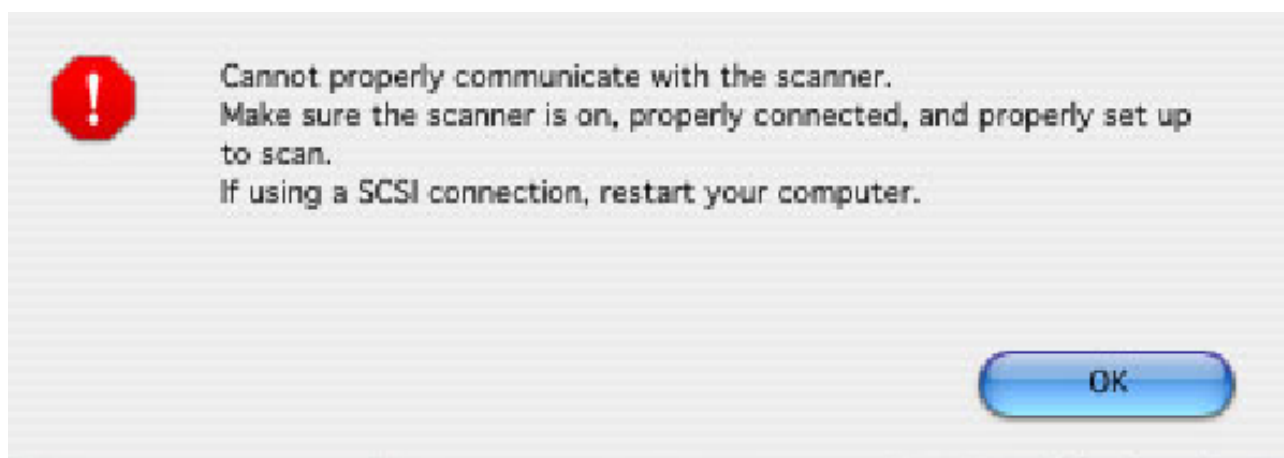 Cannot properly communicate with the scanner.
Make sure the scanner is on, properly connected, and properly set up
to scan.
If using a SCSI connection, restart your computer.
OK